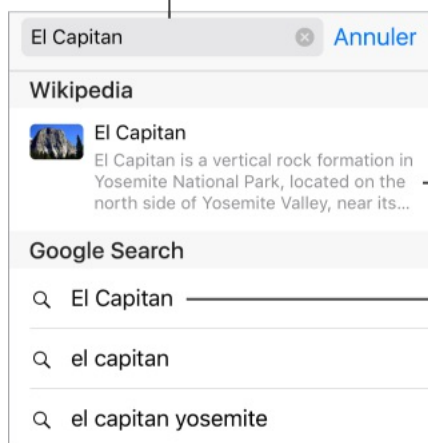 El Capitan Annuler
Wikipedia
El Capitan
El Capitan is a vertical rock formation in
Yosemite National Park, located on the
north side of Yosemite Valley, near its...
Google Search
El Capitan
el capitan
el capitan yosemite